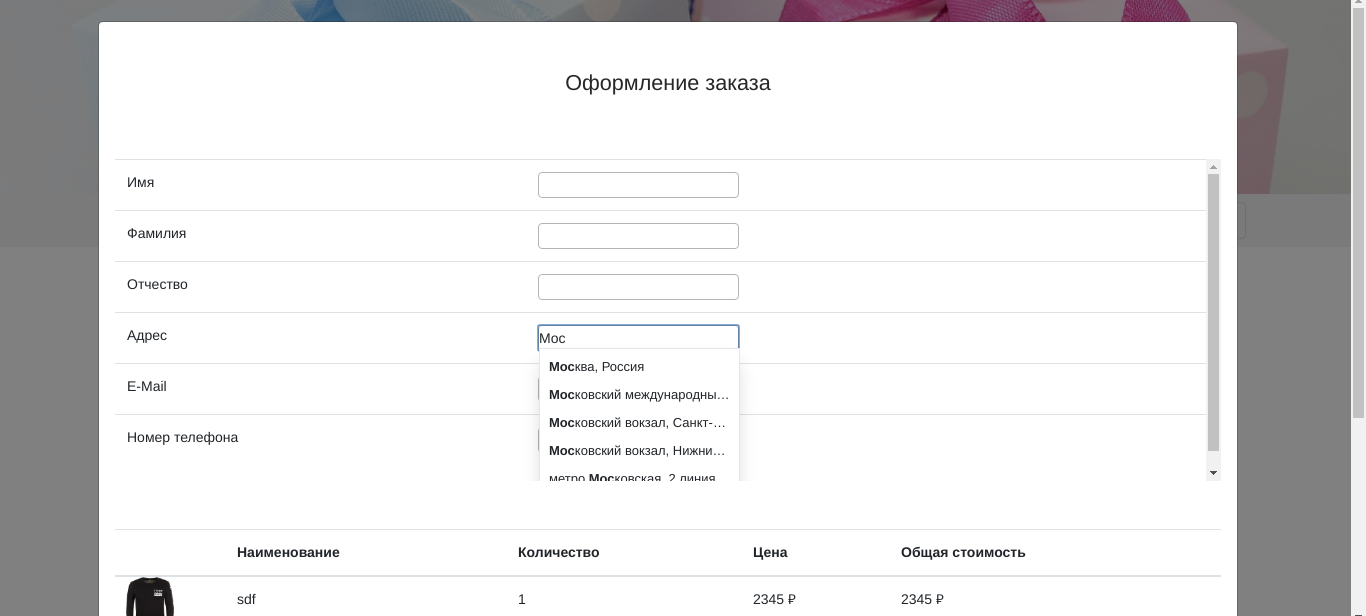 Оформление заказа
Имя
Фамилия
Отчество
Адрес Мос
Москва, Россия
E-Mail
Московский международны…
Московский вокзал, Санкт-…
Номер телефона
Московский вокзал, Нижни…
метро Московская, 2 линия
Наименование Количество Цена Общая стоимость
sdf 1 2345 ₽ 2345 ₽